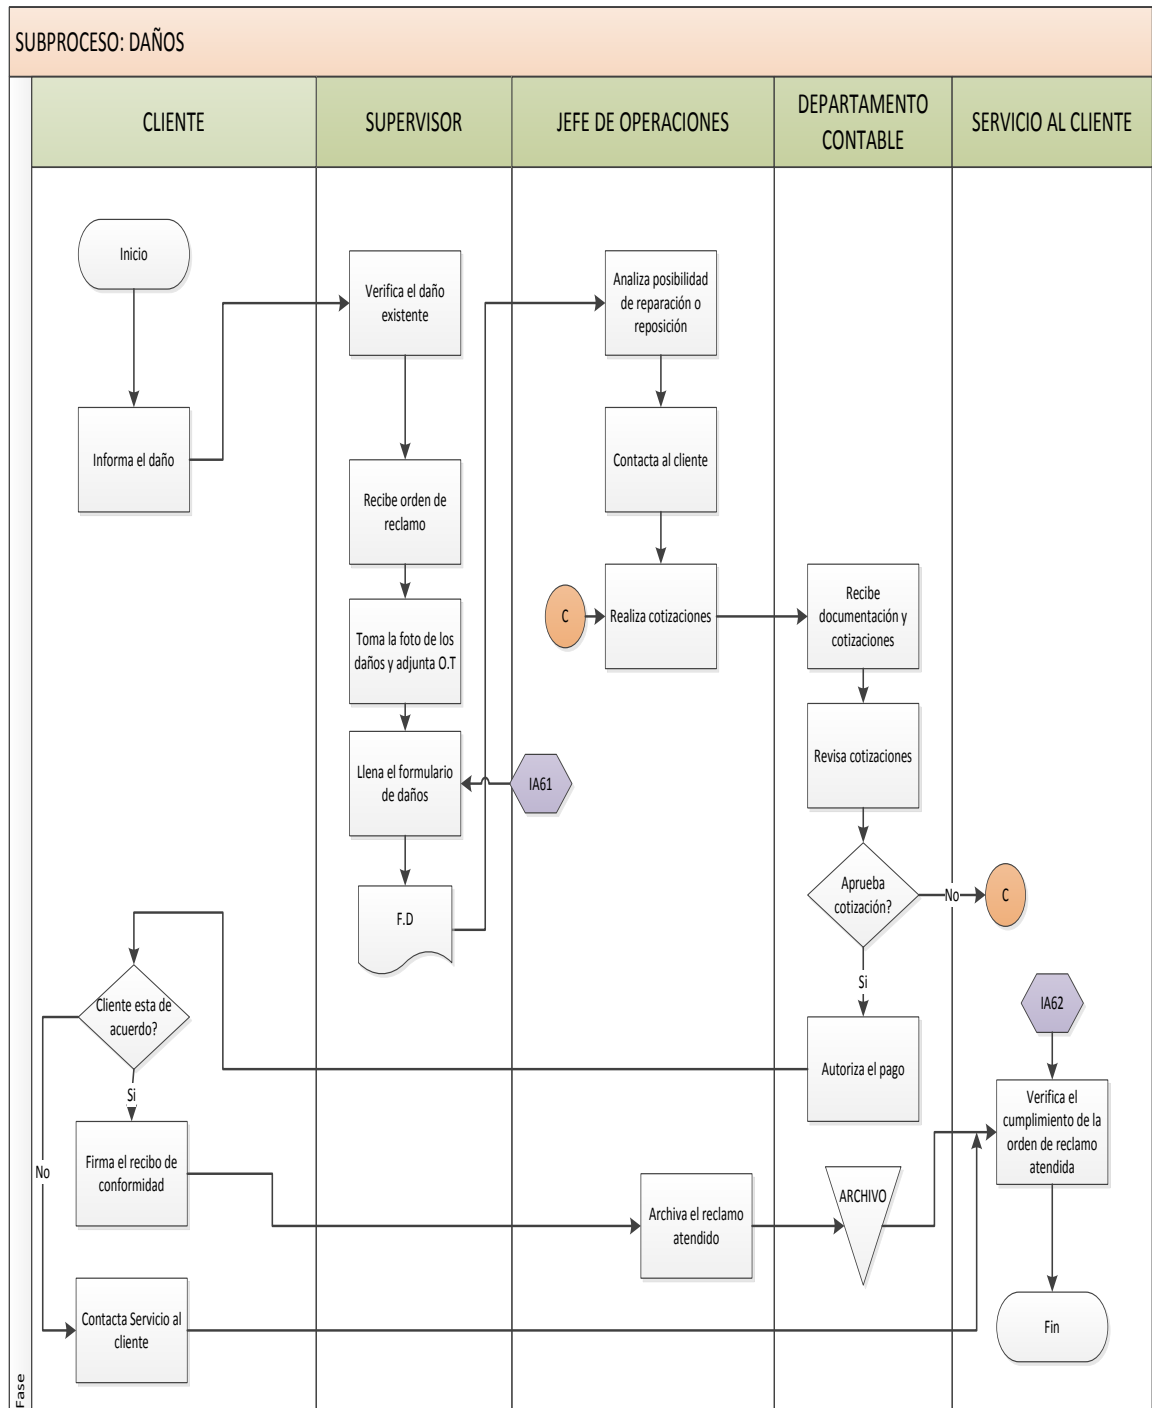 SUBPROCESO: DAÑOS
CLIENTE
SUPERVISOR
JEFE DE OPERACIONES
DEPARTAMENTO
CONTABLE
SERVICIO AL CLIENTE
Inicio
Informa el daño
Verifica el daño
existente
Recibe orden de
reclamo
Toma la foto de los
daños y adjunta O.T
Llena el formulario
de daños
IA61
F.D
Analiza posibilidad
de reparación o
reposición
Contacta al cliente
C
Realiza cotizaciones
Recibe
documentación y
cotizaciones
Revisa cotizaciones
Aprueba
cotización?
No
C
Si
Autoriza el pago
Cliente esta de
acuerdo?
Si
No
Firma el recibo de
conformidad
Contacta Servicio al
cliente
Archiva el reclamo
atendido
ARCHIVO
IA62
Verifica el
cumplimiento de la
orden de reclamo
atendida
Fin
Fase